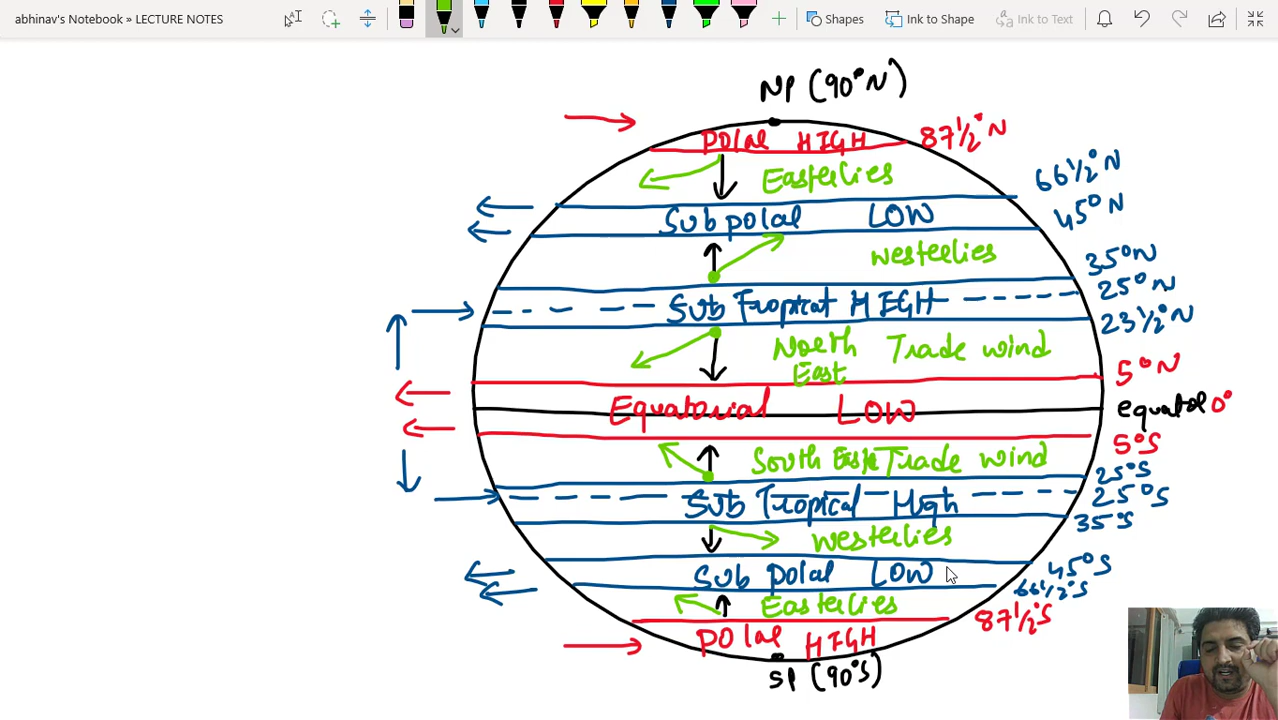 abhinav's Notebook » LECTURE NOTES
Shapes
Ink to Shape
Ink to Text
NP (90°N)
Polar HIGH 87½°N
Easterlies
66½°N
Sub polar LOW 45°N
Westerlies
35°N
25°N
Sub Tropical HIGH
23½°N
North East Trade wind
5°N
Equatorial LOW equator 0°
5°S
South East Trade wind
25°S
Sub Tropical High 25°S
35°S
Westerlies
45°S
Sub polar LOW
66½°S
Easterlies
87½°S
Polar HIGH
SP (90°S)